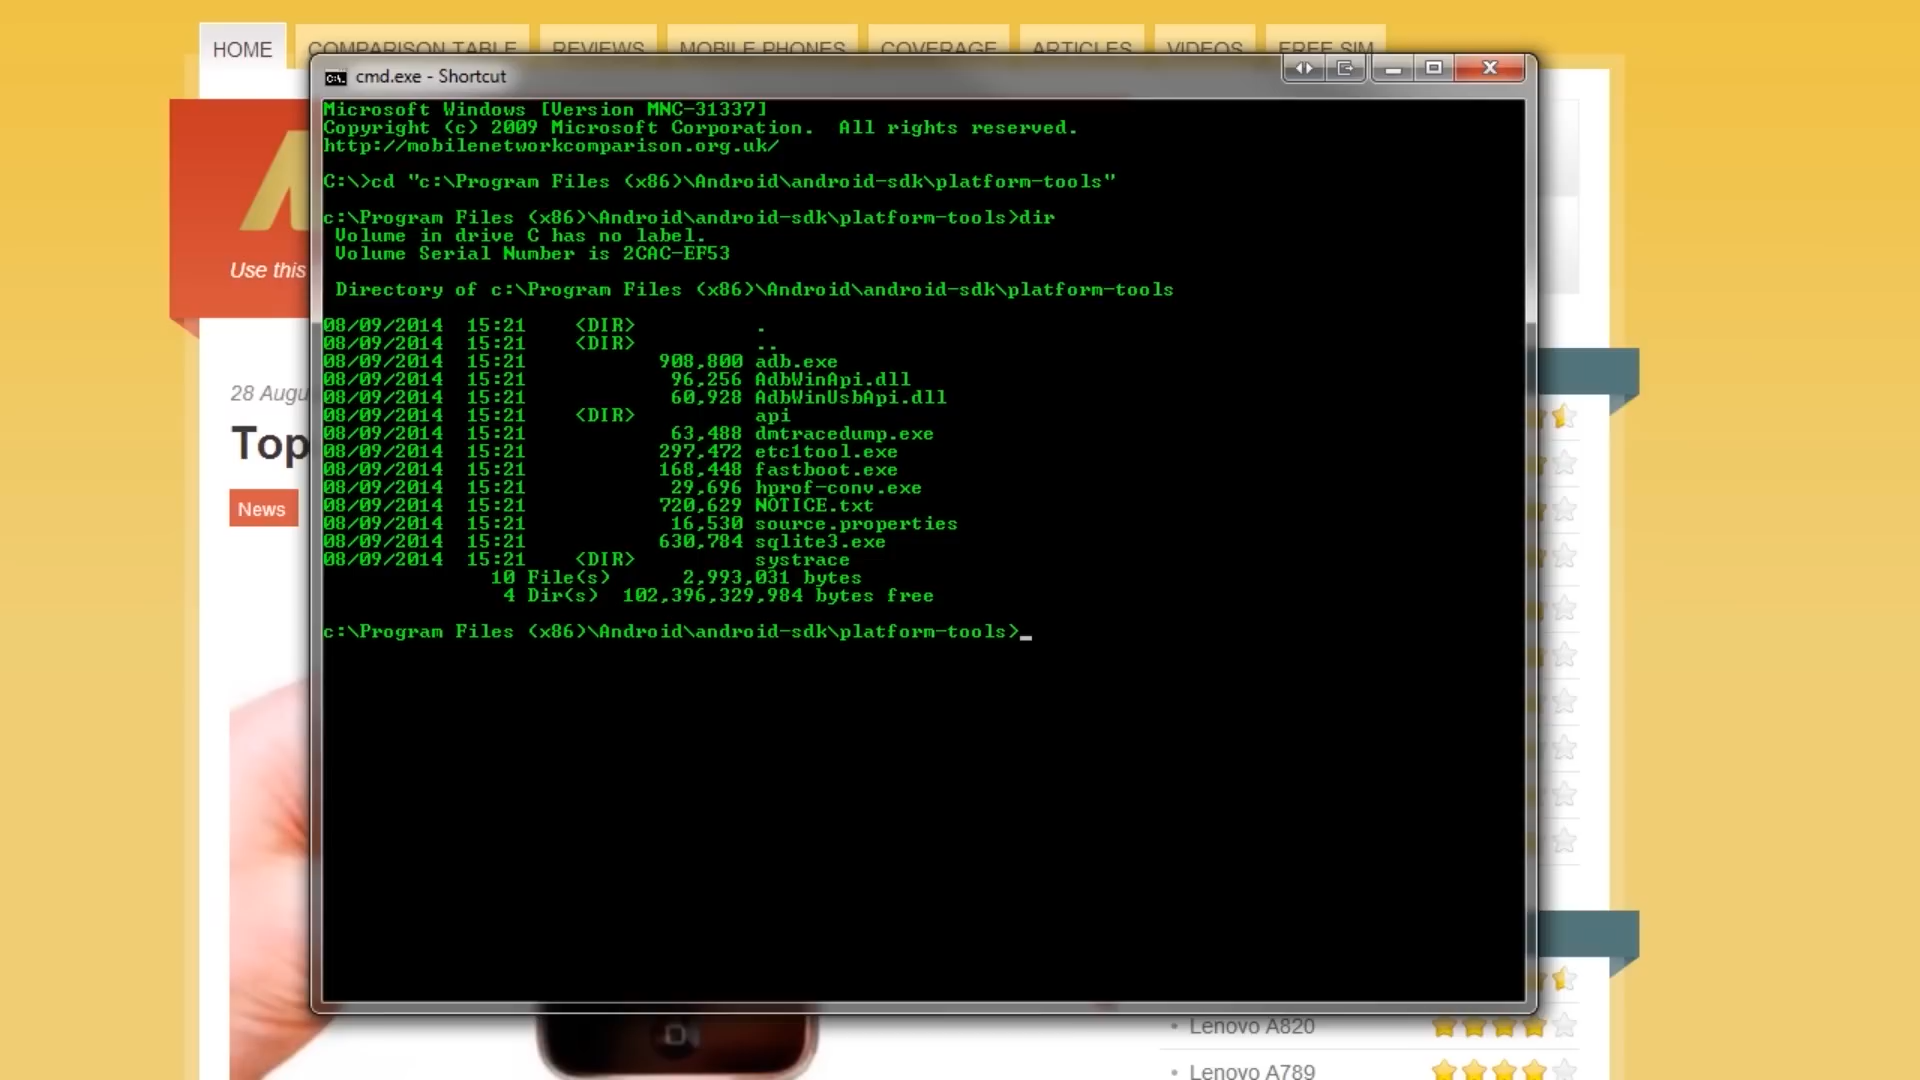 HOME COMPARISON TABLE REVIEWS MOBILE PHONES COVERAGE ARTICLES VIDEOS FREE SIM
cmd.exe - Shortcut
Microsoft Windows [Version MNC-31337]
Copyright (c) 2009 Microsoft Corporation.  All rights reserved.
http://mobilenetworkcomparison.org.uk/
C:\>cd "c:\Program Files (x86)\Android\android-sdk\platform-tools"
c:\Program Files (x86)\Android\android-sdk\platform-tools>dir
Volume in drive C has no label.
Volume Serial Number is 2CAC-EF53
Directory of c:\Program Files (x86)\Android\android-sdk\platform-tools
08/09/2014  15:21    <DIR>          .
08/09/2014  15:21    <DIR>          ..
08/09/2014  15:21           908,800 adb.exe
08/09/2014  15:21            96,256 AdbWinApi.dll
08/09/2014  15:21            60,928 AdbWinUsbApi.dll
08/09/2014  15:21    <DIR>          api
08/09/2014  15:21            63,488 dmtracedump.exe
08/09/2014  15:21           297,472 etc1tool.exe
08/09/2014  15:21           168,448 fastboot.exe
08/09/2014  15:21            29,696 hprof-conv.exe
08/09/2014  15:21           720,629 NOTICE.txt
08/09/2014  15:21            16,530 source.properties
08/09/2014  15:21           630,784 sqlite3.exe
08/09/2014  15:21    <DIR>          systrace
10 File(s)      2,993,031 bytes
4 Dir(s)  102,396,329,984 bytes free
c:\Program Files (x86)\Android\android-sdk\platform-tools>_
Use this
28 Augu
Top
News
• Lenovo A820
• Lenovo A789